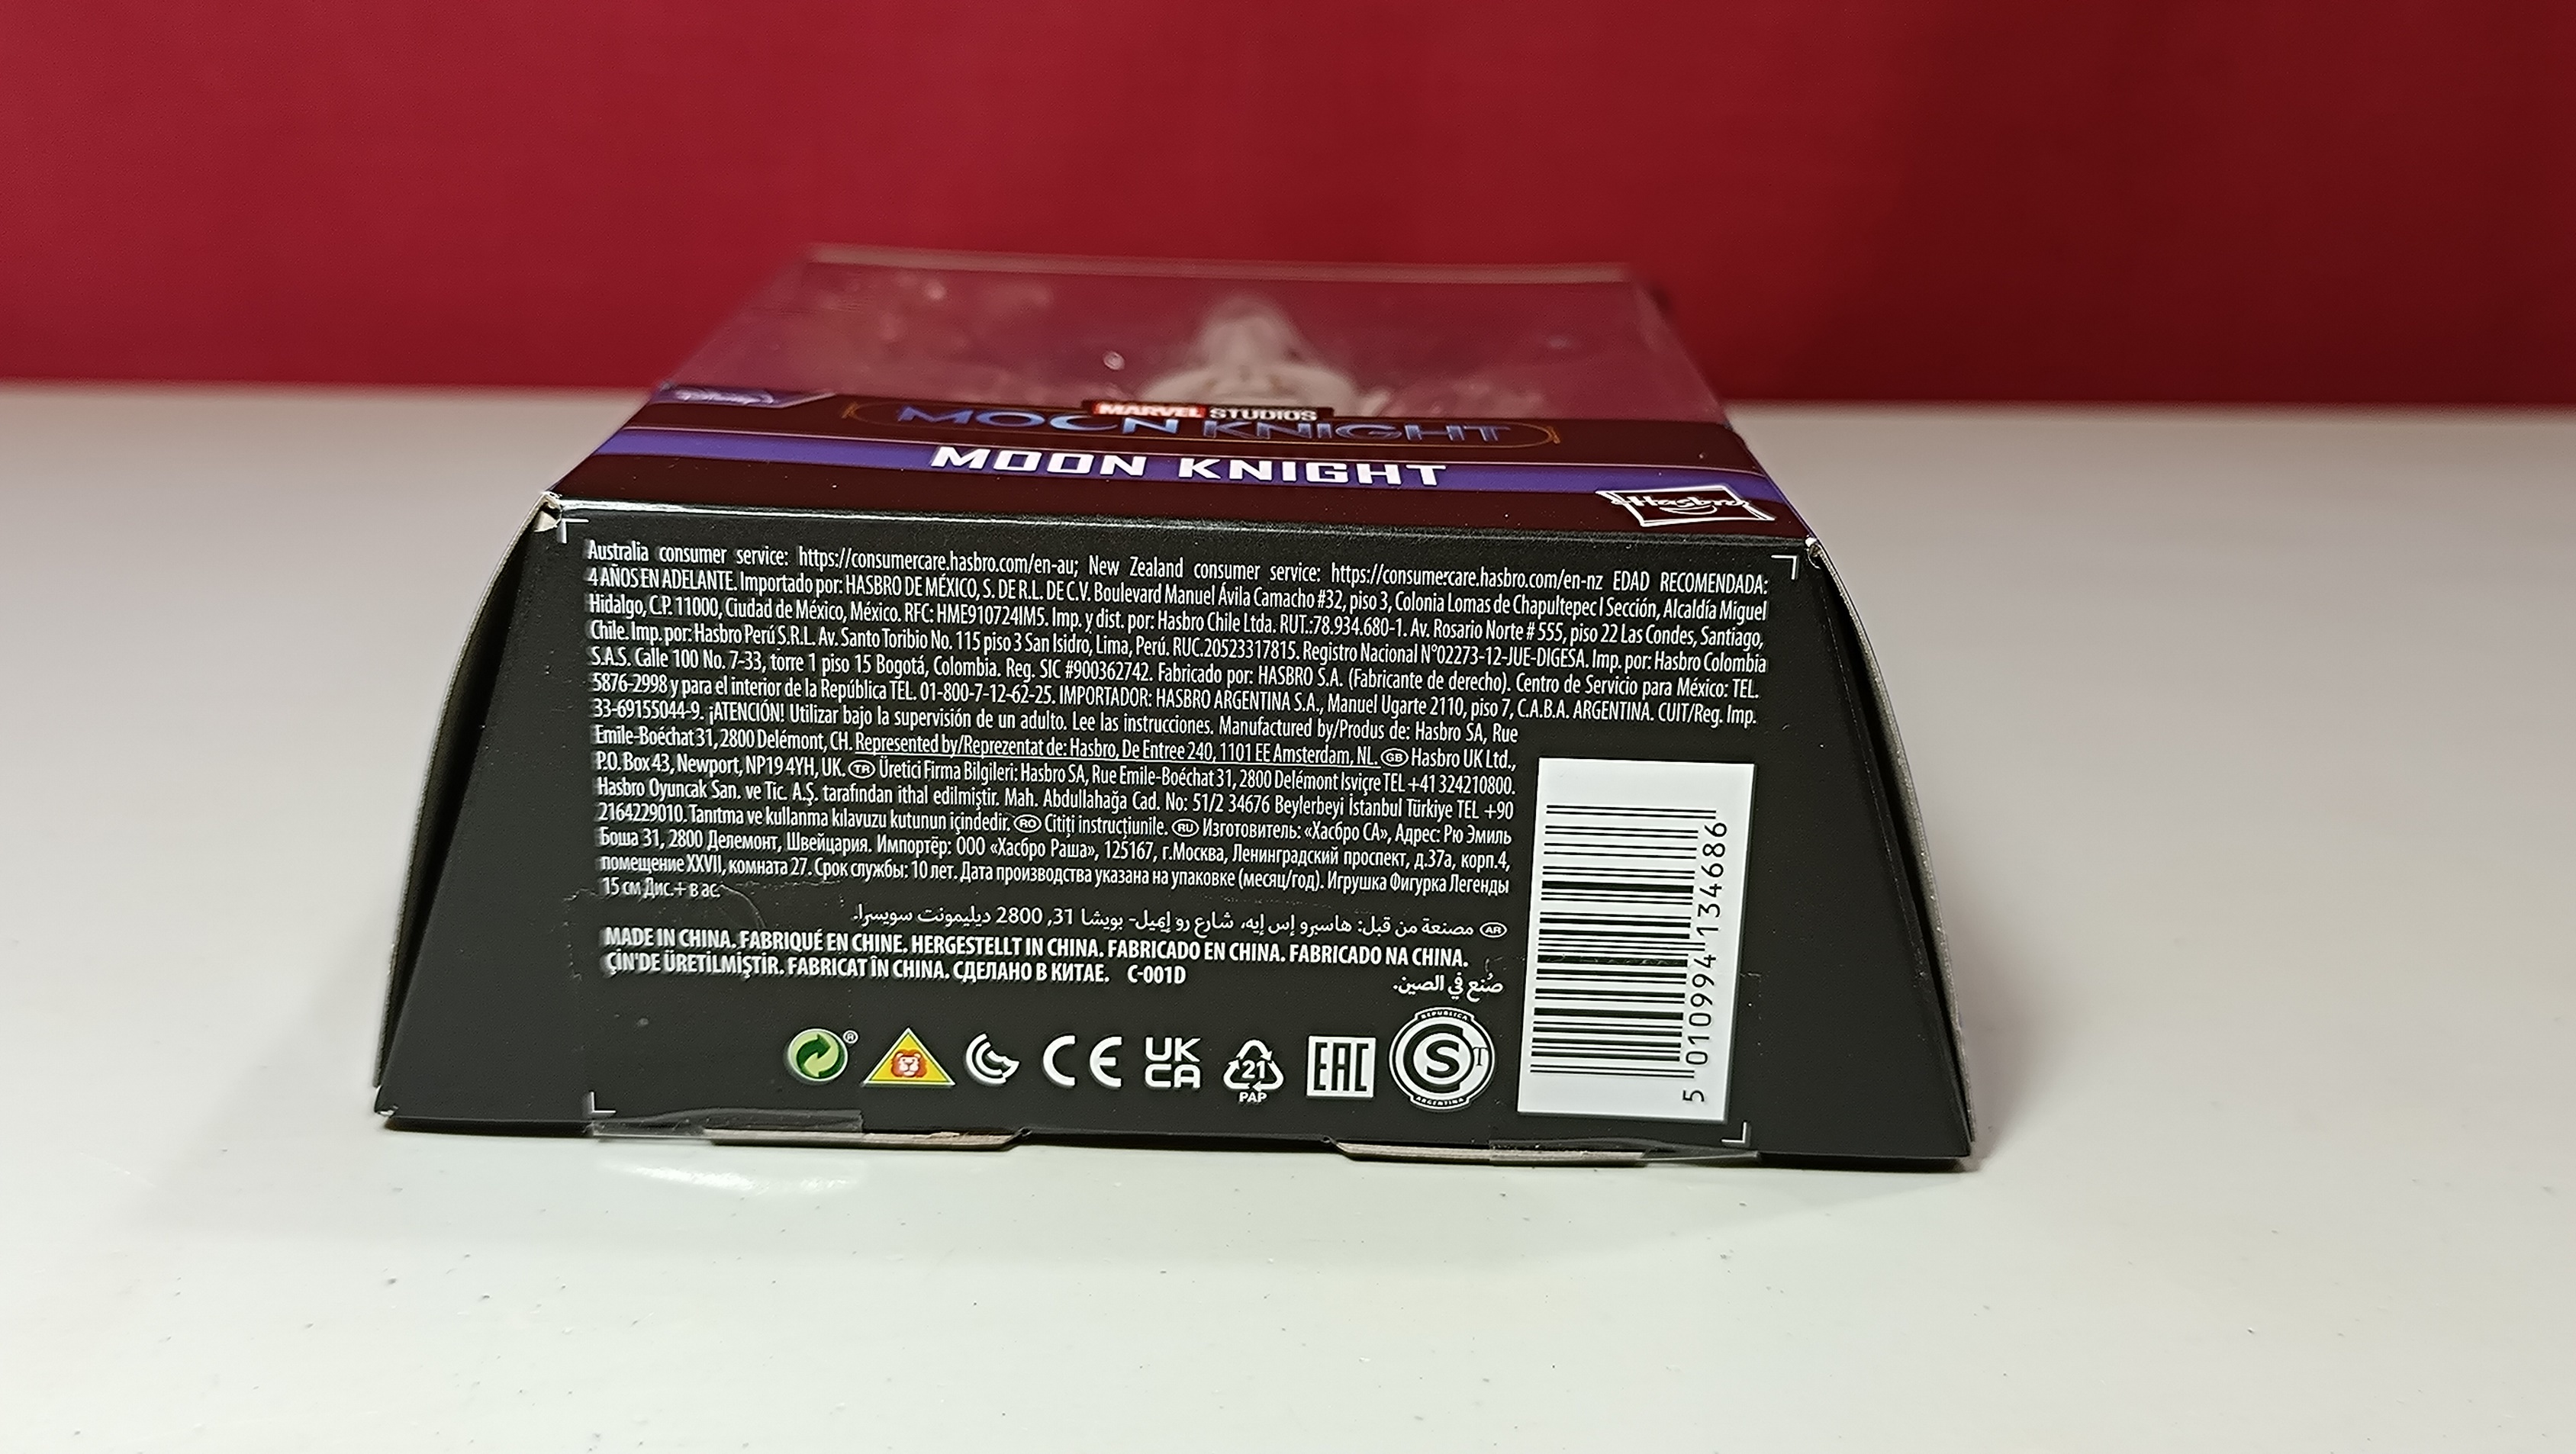 Disney
MARVEL STUDIOS
MOON KNIGHT
MOON KNIGHT
Hasbro
Australia consumer service: https://consumercare.hasbro.com/en-au; New Zealand consumer service: https://consumercare.hasbro.com/en-nz EDAD RECOMENDADA:
4 AÑOS EN ADELANTE. Importado por: HASBRO DE MÉXICO, S. DE R.L. DE C.V. Boulevard Manuel Ávila Camacho #32, piso 3, Colonia Lomas de Chapultepec I Sección, Alcaldía Miguel
Hidalgo, C.P. 11000, Ciudad de México, México. RFC: HME910724IM5. Imp. y dist. por: Hasbro Chile Ltda. RUT.:78.934.680-1. Av. Rosario Norte # 555, piso 22 Las Condes, Santiago,
Chile. Imp. por: Hasbro Perú S.R.L. Av. Santo Toribio No. 115 piso 3 San Isidro, Lima, Perú. RUC.20523317815. Registro Nacional N°02273-12-JUE-DIGESA. Imp. por: Hasbro Colombia
S.A.S. Calle 100 No. 7-33, torre 1 piso 15 Bogotá, Colombia. Reg. SIC #900362742. Fabricado por: HASBRO S.A. (Fabricante de derecho). Centro de Servicio para México: TEL.
5876-2998 y para el interior de la República TEL. 01-800-7-12-62-25. IMPORTADOR: HASBRO ARGENTINA S.A., Manuel Ugarte 2110, piso 7, C.A.B.A. ARGENTINA. CUIT/Reg. Imp.
33-69155044-9. ¡ATENCIÓN! Utilizar bajo la supervisión de un adulto. Lee las instrucciones. Manufactured by/Produs de: Hasbro SA, Rue
Emile-Boéchat 31, 2800 Delémont, CH. Represented by/Reprezentat de: Hasbro, De Entree 240, 1101 EE Amsterdam, NL. GB Hasbro UK Ltd.,
P.O. Box 43, Newport, NP19 4YH, UK. TR Üretici Firma Bilgileri: Hasbro SA, Rue Emile-Boéchat 31, 2800 Delémont Isviçre TEL +41 324210800.
Hasbro Oyuncak San. ve Tic. A.Ş. tarafından ithal edilmiştir. Mah. Abdullahağa Cad. No: 51/2 34676 Beylerbeyi İstanbul Türkiye TEL +90
2164229010. Tanıtma ve kullanma kılavuzu kutunun içindedir. RO Citiți instrucțiunile. RU Изготовитель: «Хасбро СА», Адрес: Рю Эмиль
Боша 31, 2800 Делемонт, Швейцария. Импортёр: ООО «Хасбро Раша», 125167, г.Москва, Ленинградский проспект, д.37а, корп.4,
помещение XXVII, комната 27. Срок службы: 10 лет. Дата производства указана на упаковке (месяц/год). Игрушка Фигурка Легенды
15 см Дис.+ в ас.
AR مصنعة من قبل: هاسبرو إس إيه، شارع رو إميل- بويشا 31, 2800 ديليمونت سويسرا.
MADE IN CHINA. FABRIQUÉ EN CHINE. HERGESTELLT IN CHINA. FABRICADO EN CHINA. FABRICADO NA CHINA.
ÇİN'DE ÜRETİLMİŞTİR. FABRICAT ÎN CHINA. СДЕЛАНО В КИТАЕ. C-001D
صُنع في الصين.
® CE UK CA 21 PAP EAC REPUBLICA S T ARGENTINA
5 010994 134686